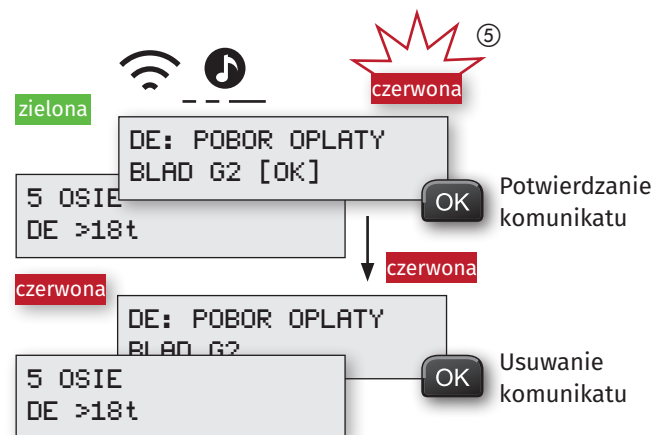 ⑤
czerwona
zielona
DE: POBOR OPLATY
BLAD G2 [OK]
5 OSIE
DE >18t
OK
Potwierdzanie
komunikatu
czerwona
czerwona
DE: POBOR OPLATY
BLAD G2
5 OSIE
DE >18t
OK
Usuwanie
komunikatu